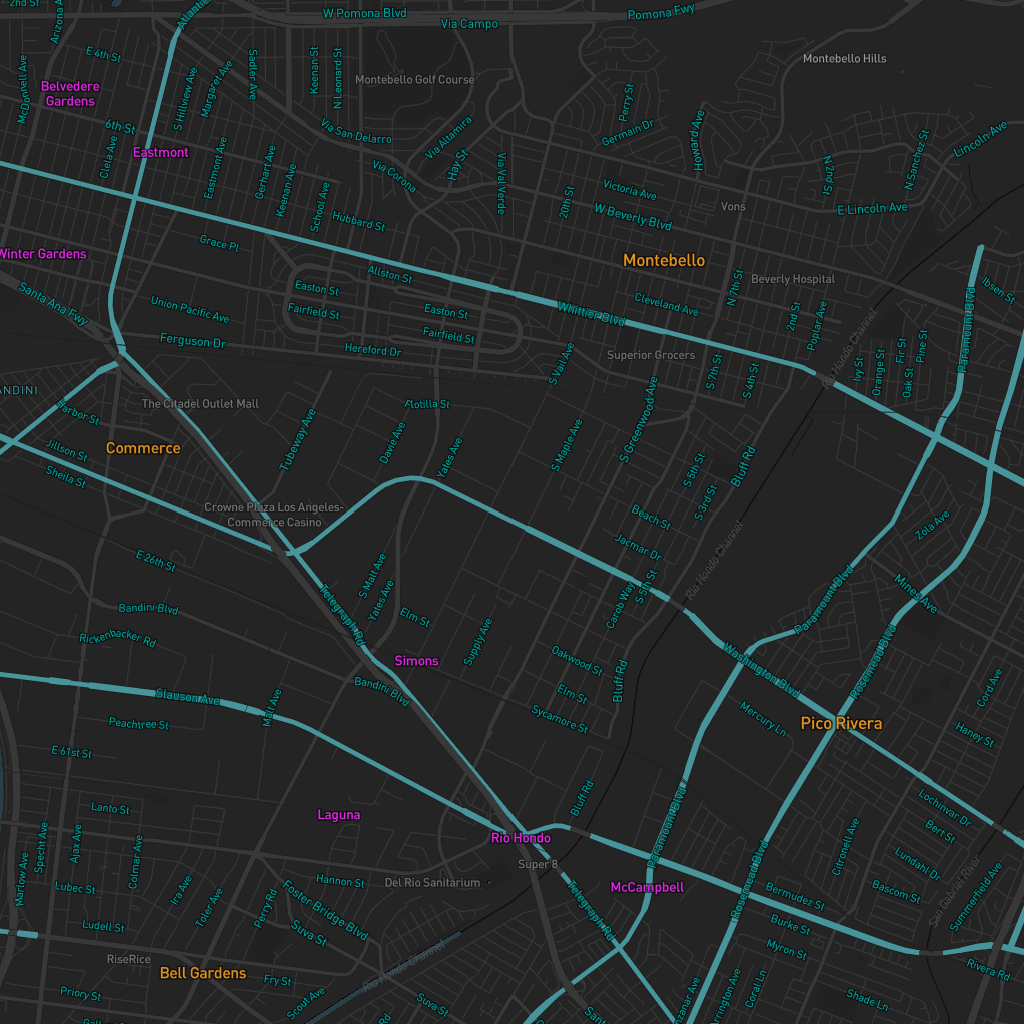 2nd St
W Pomona Blvd
Via Campo
Pomona Fwy
Arizona A
Atlantic
E 4th St
Keenan St
N Leonard St
Sadler Ave
Montebello Golf Course
Montebello Hills
McDonnell Ave
Belvedere
Gardens
S Hillview Ave
Margaret Ave
Perry St
6th St
Via San Delarro
Via Altamira
Germain Dr
Howard Ave
Lincoln Ave
Clela Ave
Eastmont
Eastmont Ave
Gerhart Ave
Keenan Ave
School Ave
Via Corona
Hay St
Via Val Verde
20th St
Victoria Ave
N 2nd St
N Sanchez St
Hubbard St
W Beverly Blvd
Vons
E Lincoln Ave
Winter Gardens
Grace Pl
Allston St
Montebello
Beverly Hospital
Ibsen St
Santa Ana Fwy
Union Pacific Ave
Easton St
Fairfield St
Easton St
Fairfield St
Whittier Blvd
Cleveland Ave
N 7th St
2nd St
Poplar Ave
Rio Hondo Channel
Paramount Blvd
Ferguson Dr
Hereford Dr
S Vail Ave
Superior Grocers
S 7th St
S 4th St
Ivy St
Orange St
Fir St
Oak St
Pine St
ANDINI
Harbor St
The Citadel Outlet Mall
Flotilla St
Commerce
Jillson St
Sheila St
Tubeway Ave
Dave Ave
Yates Ave
S Maple Ave
S Greenwood Ave
S 5th St
S 3rd St
Bluff Rd
Crowne Plaza Los Angeles-
Commerce Casino
Beach St
Jacmar Dr
Rio Hondo Channel
Zola Ave
E 26th St
S Malt Ave
Yates Ave
Telegraph Rd
Elm St
Carob Way
S 5th St
Paramount Blvd
Mines Ave
Bandini Blvd
Rickenbacker Rd
Simons
Supply Ave
Oakwood St
Bluff Rd
Washington Blvd
Rosemead Blvd
Slauson Ave
Malt Ave
Bandini Blvd
Elm St
Sycamore St
Mercury Ln
Pico Rivera
Cord Ave
Haney St
Peachtree St
E 61st St
Lanto St
Laguna
Bluff Rd
Paramount Blvd
Lochinvar Dr
Bert St
Specht Ave
Ajax Ave
Colmar Ave
Rio Hondo
Super 8
Citronell Ave
Lundahl Dr
Marlow Ave
Lubec St
Ira Ave
Toler Ave
Perry Rd
Hannon St
Del Rio Sanitarium
McCampbell
Rosemead Blvd
Bermudez St
Bascom St
San Gabriel River
Summerfield Ave
Ludell St
Foster Bridge Blvd
Suva St
Telegraph Rd
Burke St
Myron St
RiseRice
Bell Gardens
Fry St
Rio Hondo Channel
Rivera Rd
Priory St
Scout Ave
Suva St
Coral Ln
Shade Ln